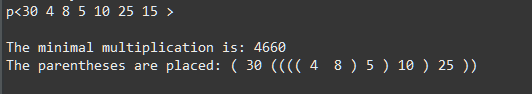 p<30 4 8 5 10 25 15 >
The minimal multiplication is: 4660
The parentheses are placed: ( 30 (((( 4  8 ) 5 ) 10 ) 25 ))